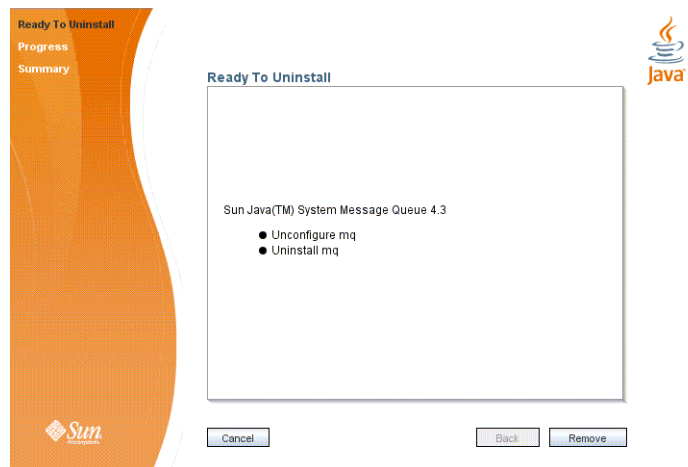 Ready To Uninstall
Progress
Summary
Ready To Uninstall
Java
Sun Java(TM) System Message Queue 4.3
● Unconfigure mq
● Uninstall mq
Sun
microsystems
Cancel
Back
Remove